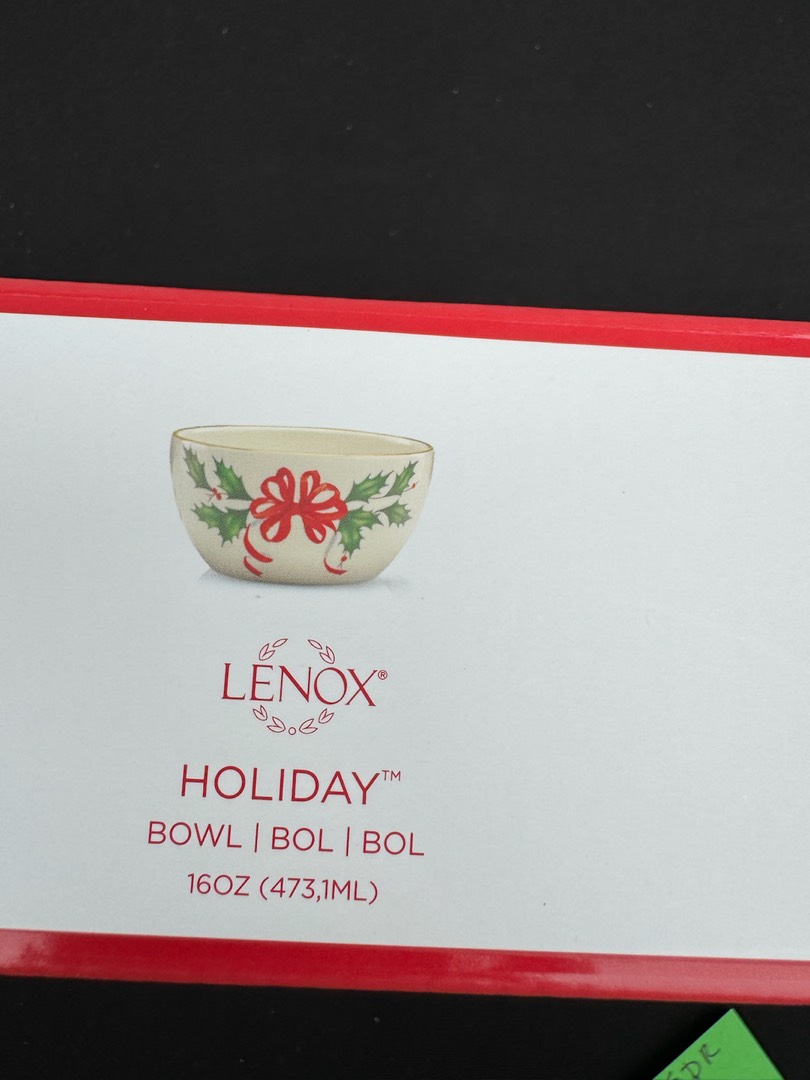 LENOX®
HOLIDAY™
BOWL | BOL | BOL
16OZ (473,1ML)